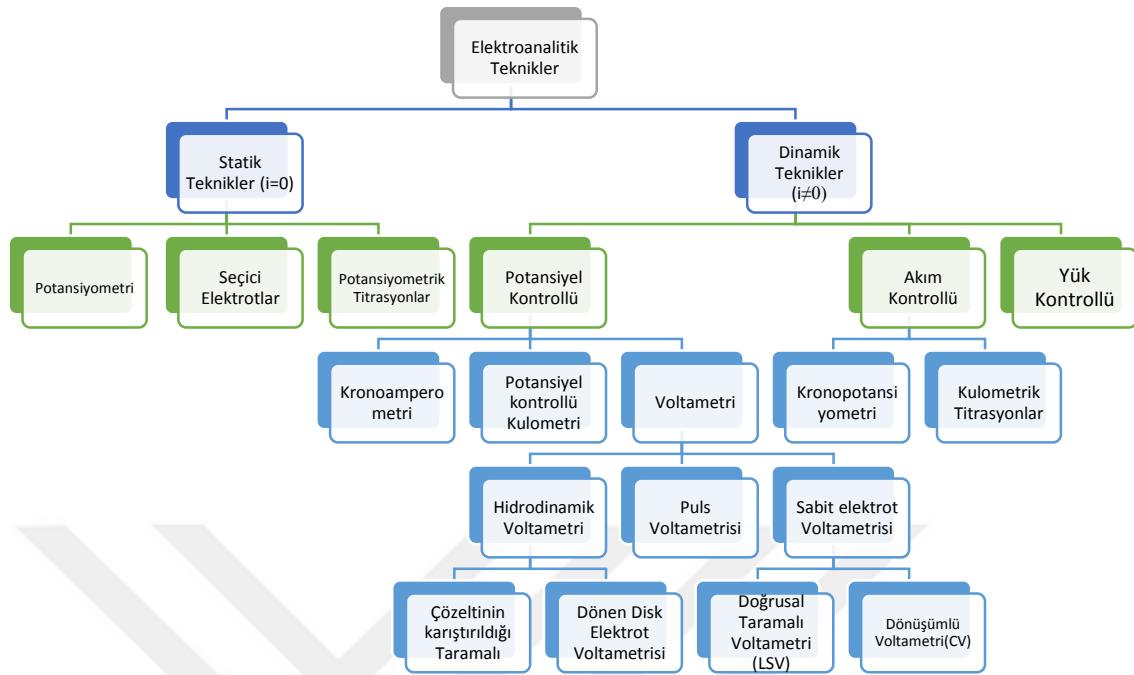 Elektroanalitik
Teknikler
Statik
Teknikler (i=0)
Dinamik
Teknikler
(i≠0)
Potansiyometri
Seçici
Elektrotlar
Potansiyometrik
Titrasyonlar
Potansiyel
Kontrollü
Akım
Kontrollü
Yük
Kontrollü
Kronoampero
metri
Potansiyel
kontrollü
Kulometri
Voltametri
Kronopotansi
yometri
Kulometrik
Titrasyonlar
Hidrodinamik
Voltametri
Puls
Voltametrisi
Sabit elektrot
Voltametrisi
Çözeltinin
karıştırıldığı
Taramalı
Dönen Disk
Elektrot
Voltametrisi
Doğrusal
Taramalı
Voltametri
(LSV)
Dönüşümlü
Voltametri(CV)